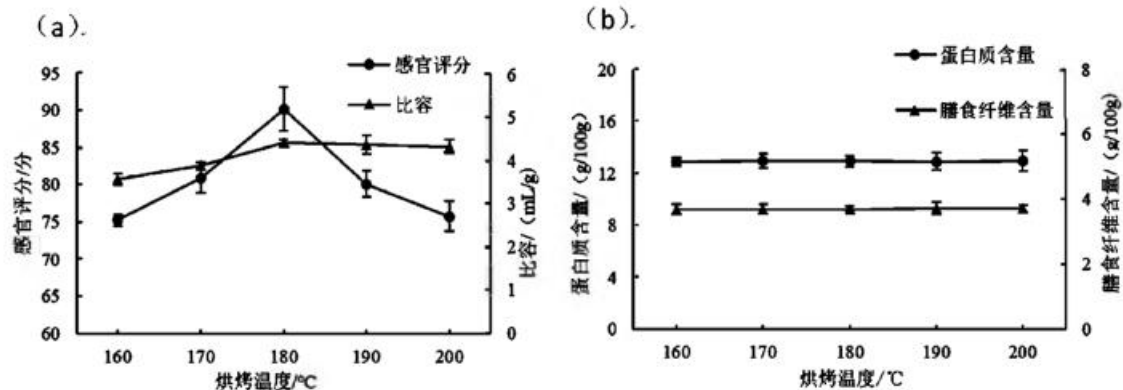 (a).
感官评分
比容
95
90
85
80
75
70
65
60
6
5
4
3
2
1
0
感官评分/分
比容/(mL/g)
160 170 180 190 200
烘烤温度/℃
(b).
蛋白质含量
膳食纤维含量
20
16
12
8
4
0
8
6
4
2
0
蛋白质含量/(g/100g)
膳食纤维含量/(g/100g)
160 170 180 190 200
烘烤温度/℃